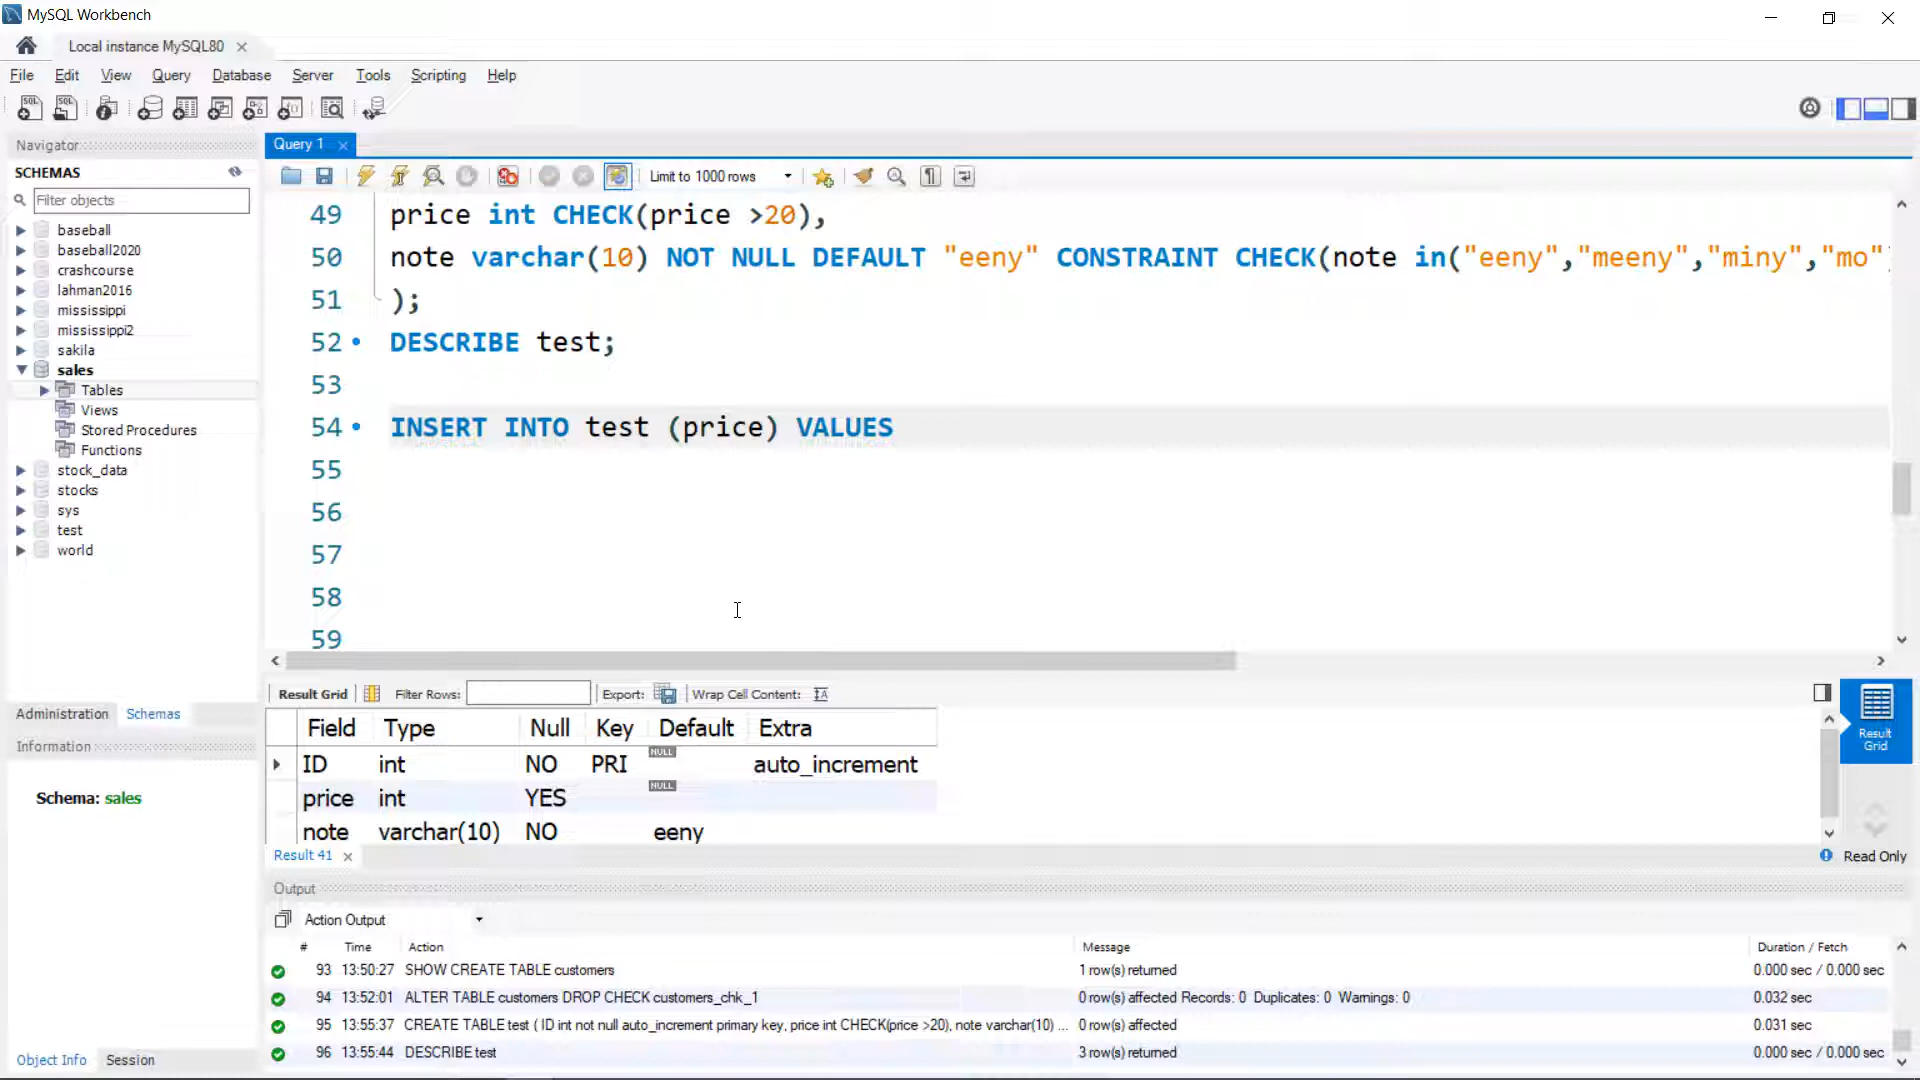 MySQL Workbench
Local instance MySQL80
File Edit View Query Database Server Tools Scripting Help
Navigator
SCHEMAS
Filter objects
baseball
baseball2020
crashcourse
lahman2016
mississippi
mississippi2
sakila
sales
Tables
Views
Stored Procedures
Functions
stock_data
stocks
sys
test
world
Administration Schemas
Information
Schema: sales
Object Info Session
Query 1
Limit to 1000 rows
49 price int CHECK(price >20),
50 note varchar(10) NOT NULL DEFAULT "eeny" CONSTRAINT CHECK(note in("eeny","meeny","miny","mo"
51 );
52 DESCRIBE test;
53
54 INSERT INTO test (price) VALUES
55
56
57
58
59
Result Grid Filter Rows: Export: Wrap Cell Content:
Field Type Null Key Default Extra
ID int NO PRI NULL auto_increment
price int YES NULL
note varchar(10) NO eeny
Result Grid
Result 41
Read Only
Output
Action Output
# Time Action Message Duration / Fetch
93 13:50:27 SHOW CREATE TABLE customers 1 row(s) returned 0.000 sec / 0.000 sec
94 13:52:01 ALTER TABLE customers DROP CHECK customers_chk_1 0 row(s) affected Records: 0 Duplicates: 0 Warnings: 0 0.032 sec
95 13:55:37 CREATE TABLE test ( ID int not null auto_increment primary key, price int CHECK(price >20), note varchar(10) ... 0 row(s) affected 0.031 sec
96 13:55:44 DESCRIBE test 3 row(s) returned 0.000 sec / 0.000 sec